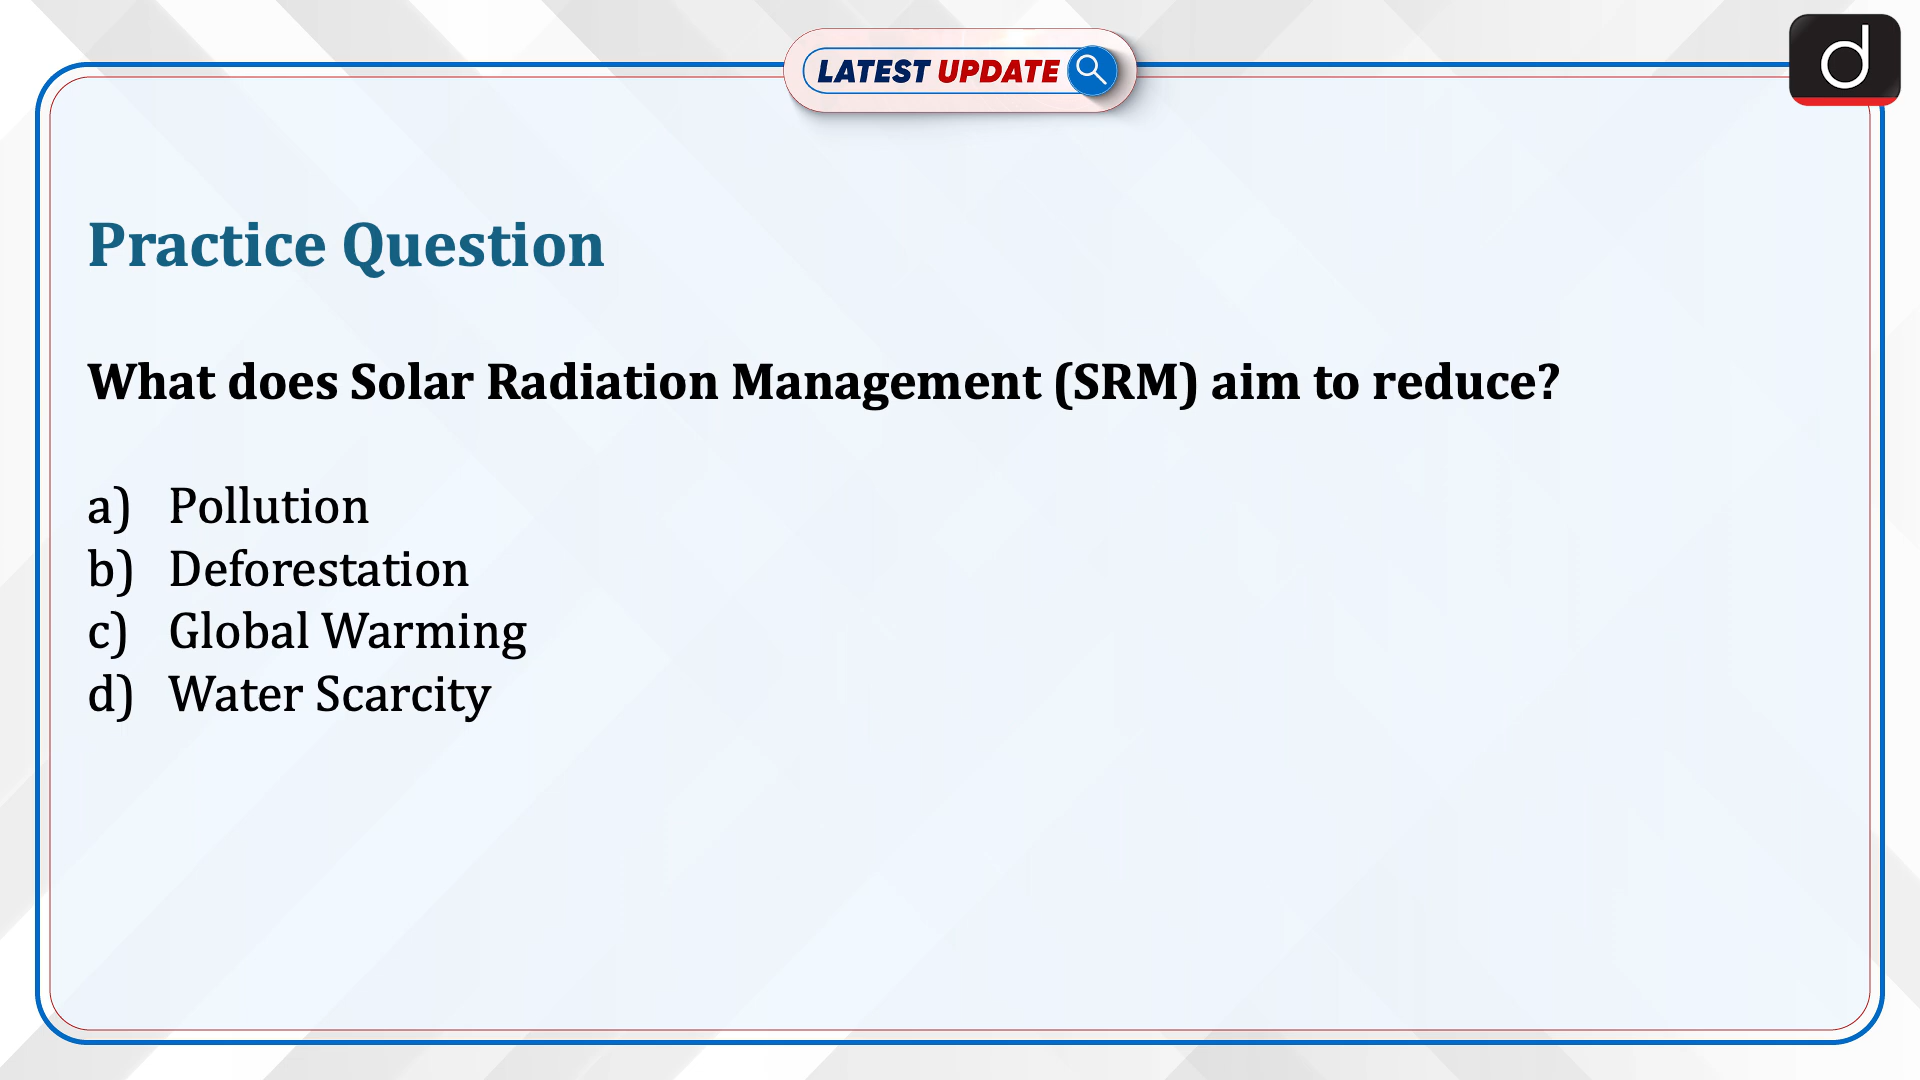 LATEST UPDATE
d
Practice Question
What does Solar Radiation Management (SRM) aim to reduce?
a) Pollution
b) Deforestation
c) Global Warming
d) Water Scarcity